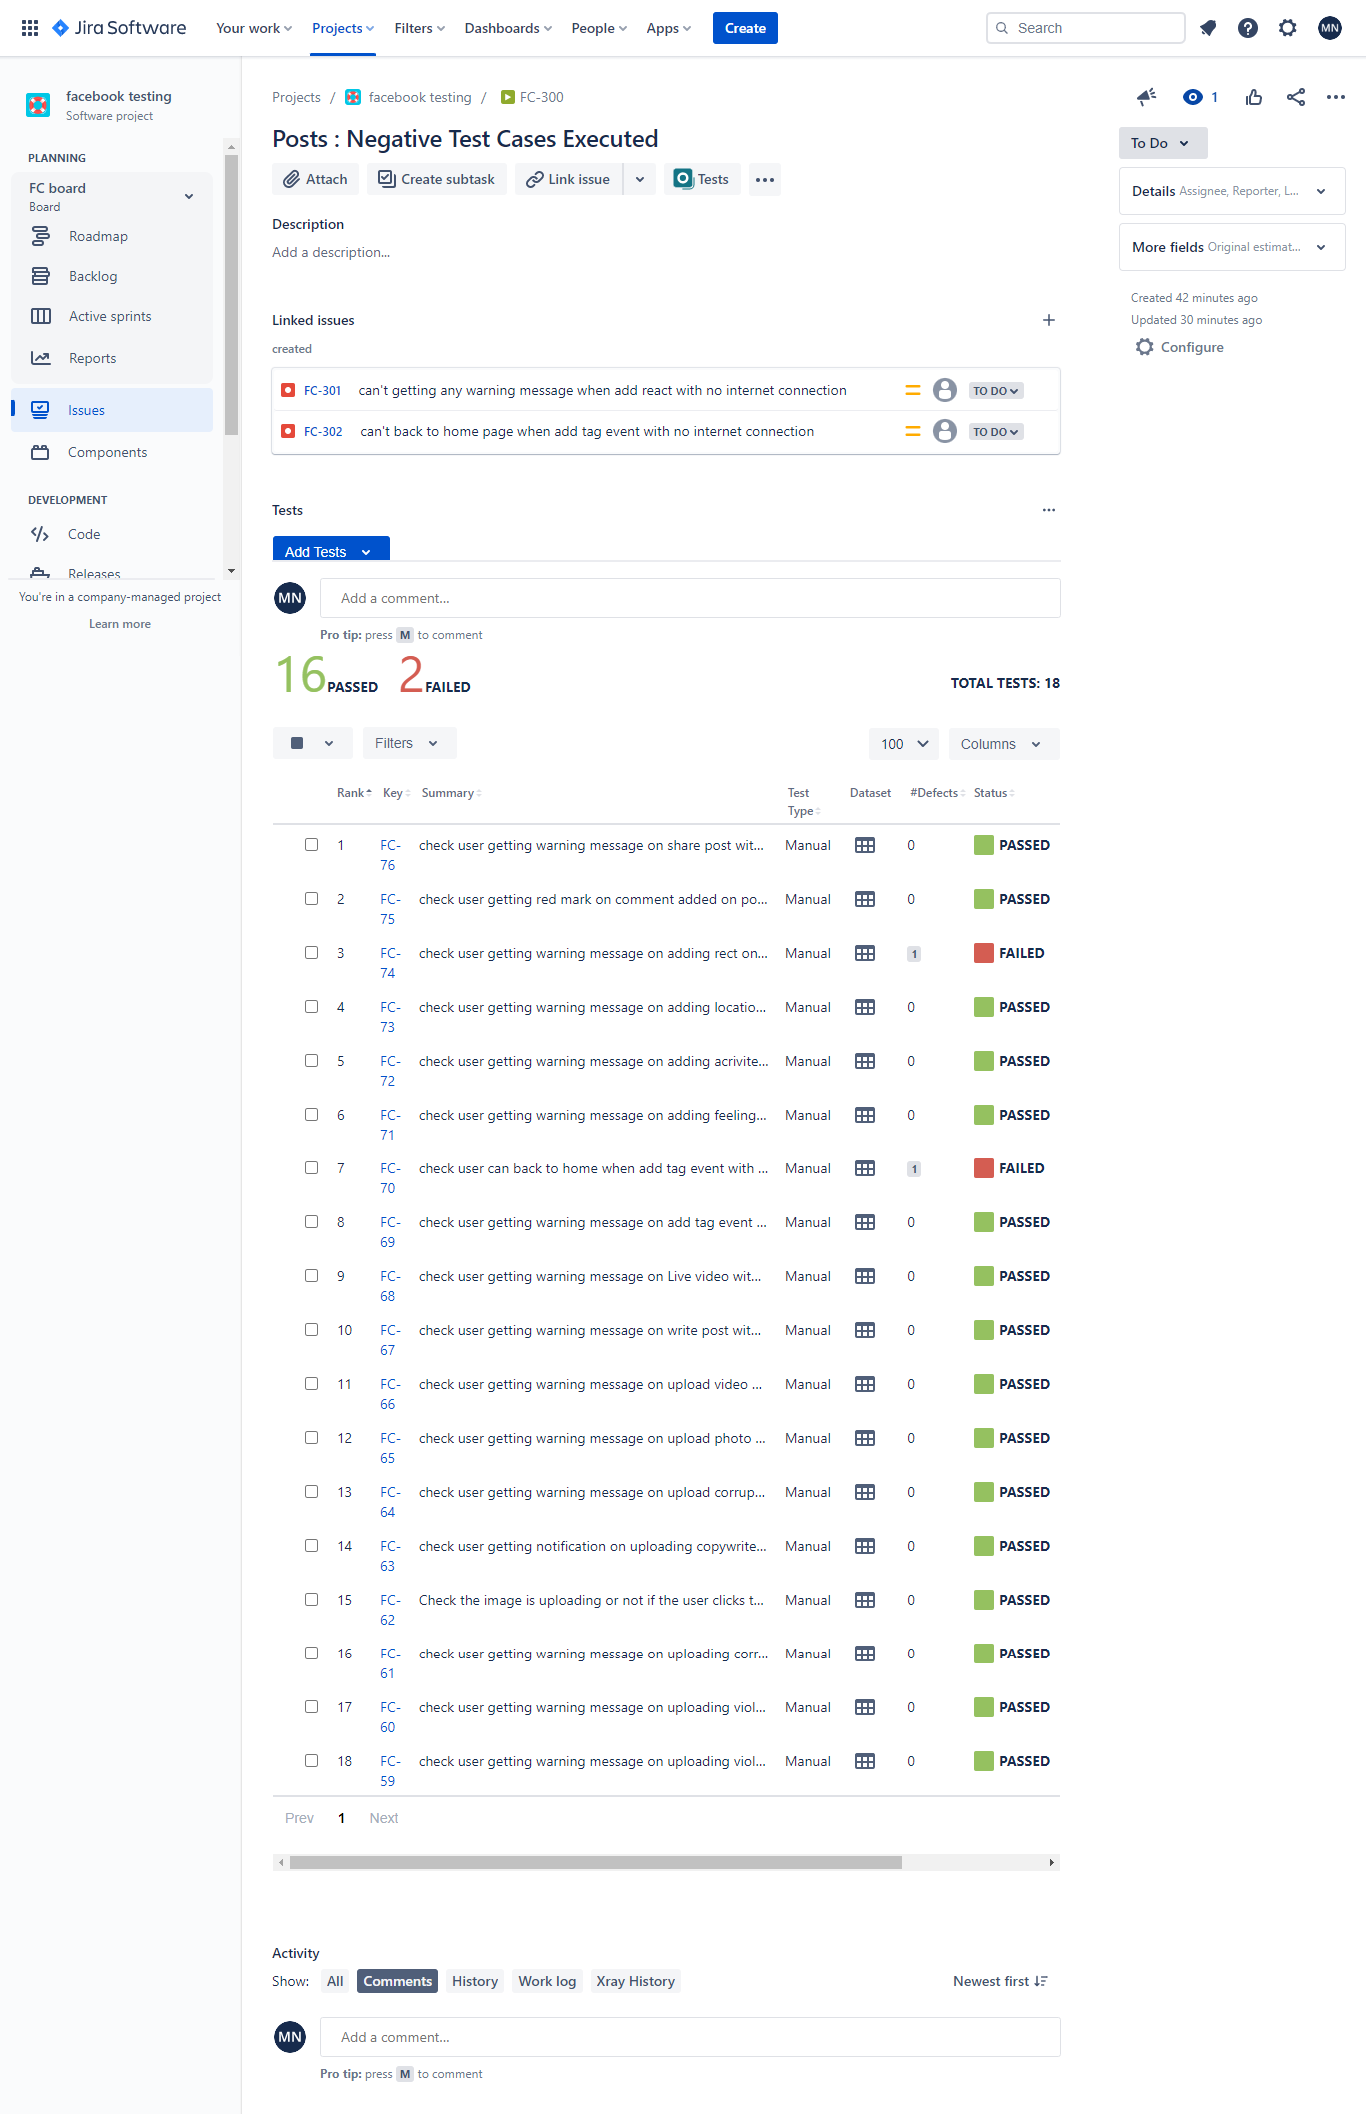 Jira Software Your work Projects Filters Dashboards People Apps Create Search MN
facebook testing
Software project
PLANNING
FC board
Board
Roadmap
Backlog
Active sprints
Reports
Issues
Components
DEVELOPMENT
Code
Releases
You're in a company-managed project
Learn more
Projects / facebook testing / FC-300
1
Posts : Negative Test Cases Executed
Attach Create subtask Link issue Tests
To Do
Details Assignee, Reporter, L...
More fields Original estimat...
Created 42 minutes ago
Updated 30 minutes ago
Configure
Description
Add a description...
Linked issues
created
FC-301 can't getting any warning message when add react with no internet connection TO DO
FC-302 can't back to home page when add tag event with no internet connection TO DO
Tests
Add Tests
MN Add a comment...
Pro tip: press M to comment
16 PASSED 2 FAILED TOTAL TESTS: 18
Filters 100 Columns
Rank Key Summary Test Type Dataset #Defects Status
1 FC-76 check user getting warning message on share post wit... Manual 0 PASSED
2 FC-75 check user getting red mark on comment added on po... Manual 0 PASSED
3 FC-74 check user getting warning message on adding rect on... Manual 1 FAILED
4 FC-73 check user getting warning message on adding locatio... Manual 0 PASSED
5 FC-72 check user getting warning message on adding acrivite... Manual 0 PASSED
6 FC-71 check user getting warning message on adding feeling... Manual 0 PASSED
7 FC-70 check user can back to home when add tag event with ... Manual 1 FAILED
8 FC-69 check user getting warning message on add tag event ... Manual 0 PASSED
9 FC-68 check user getting warning message on Live video wit... Manual 0 PASSED
10 FC-67 check user getting warning message on write post wit... Manual 0 PASSED
11 FC-66 check user getting warning message on upload video ... Manual 0 PASSED
12 FC-65 check user getting warning message on upload photo ... Manual 0 PASSED
13 FC-64 check user getting warning message on upload corrup... Manual 0 PASSED
14 FC-63 check user getting notification on uploading copywrite... Manual 0 PASSED
15 FC-62 Check the image is uploading or not if the user clicks t... Manual 0 PASSED
16 FC-61 check user getting warning message on uploading corr... Manual 0 PASSED
17 FC-60 check user getting warning message on uploading viol... Manual 0 PASSED
18 FC-59 check user getting warning message on uploading viol... Manual 0 PASSED
Prev 1 Next
Activity
Show: All Comments History Work log Xray History Newest first
MN Add a comment...
Pro tip: press M to comment